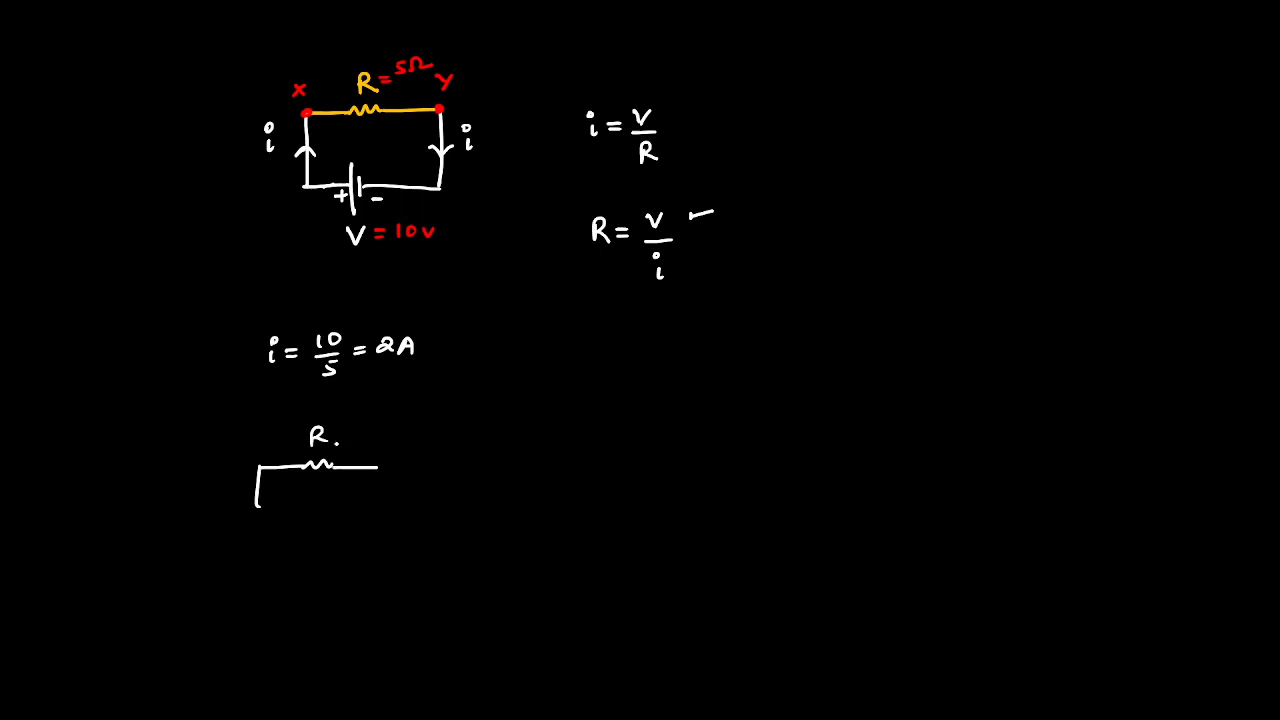 x R = 5Ω y
i i
+ -
V = 10v
i = V/R
R = V/i
i = 10/5 = 2A
R.